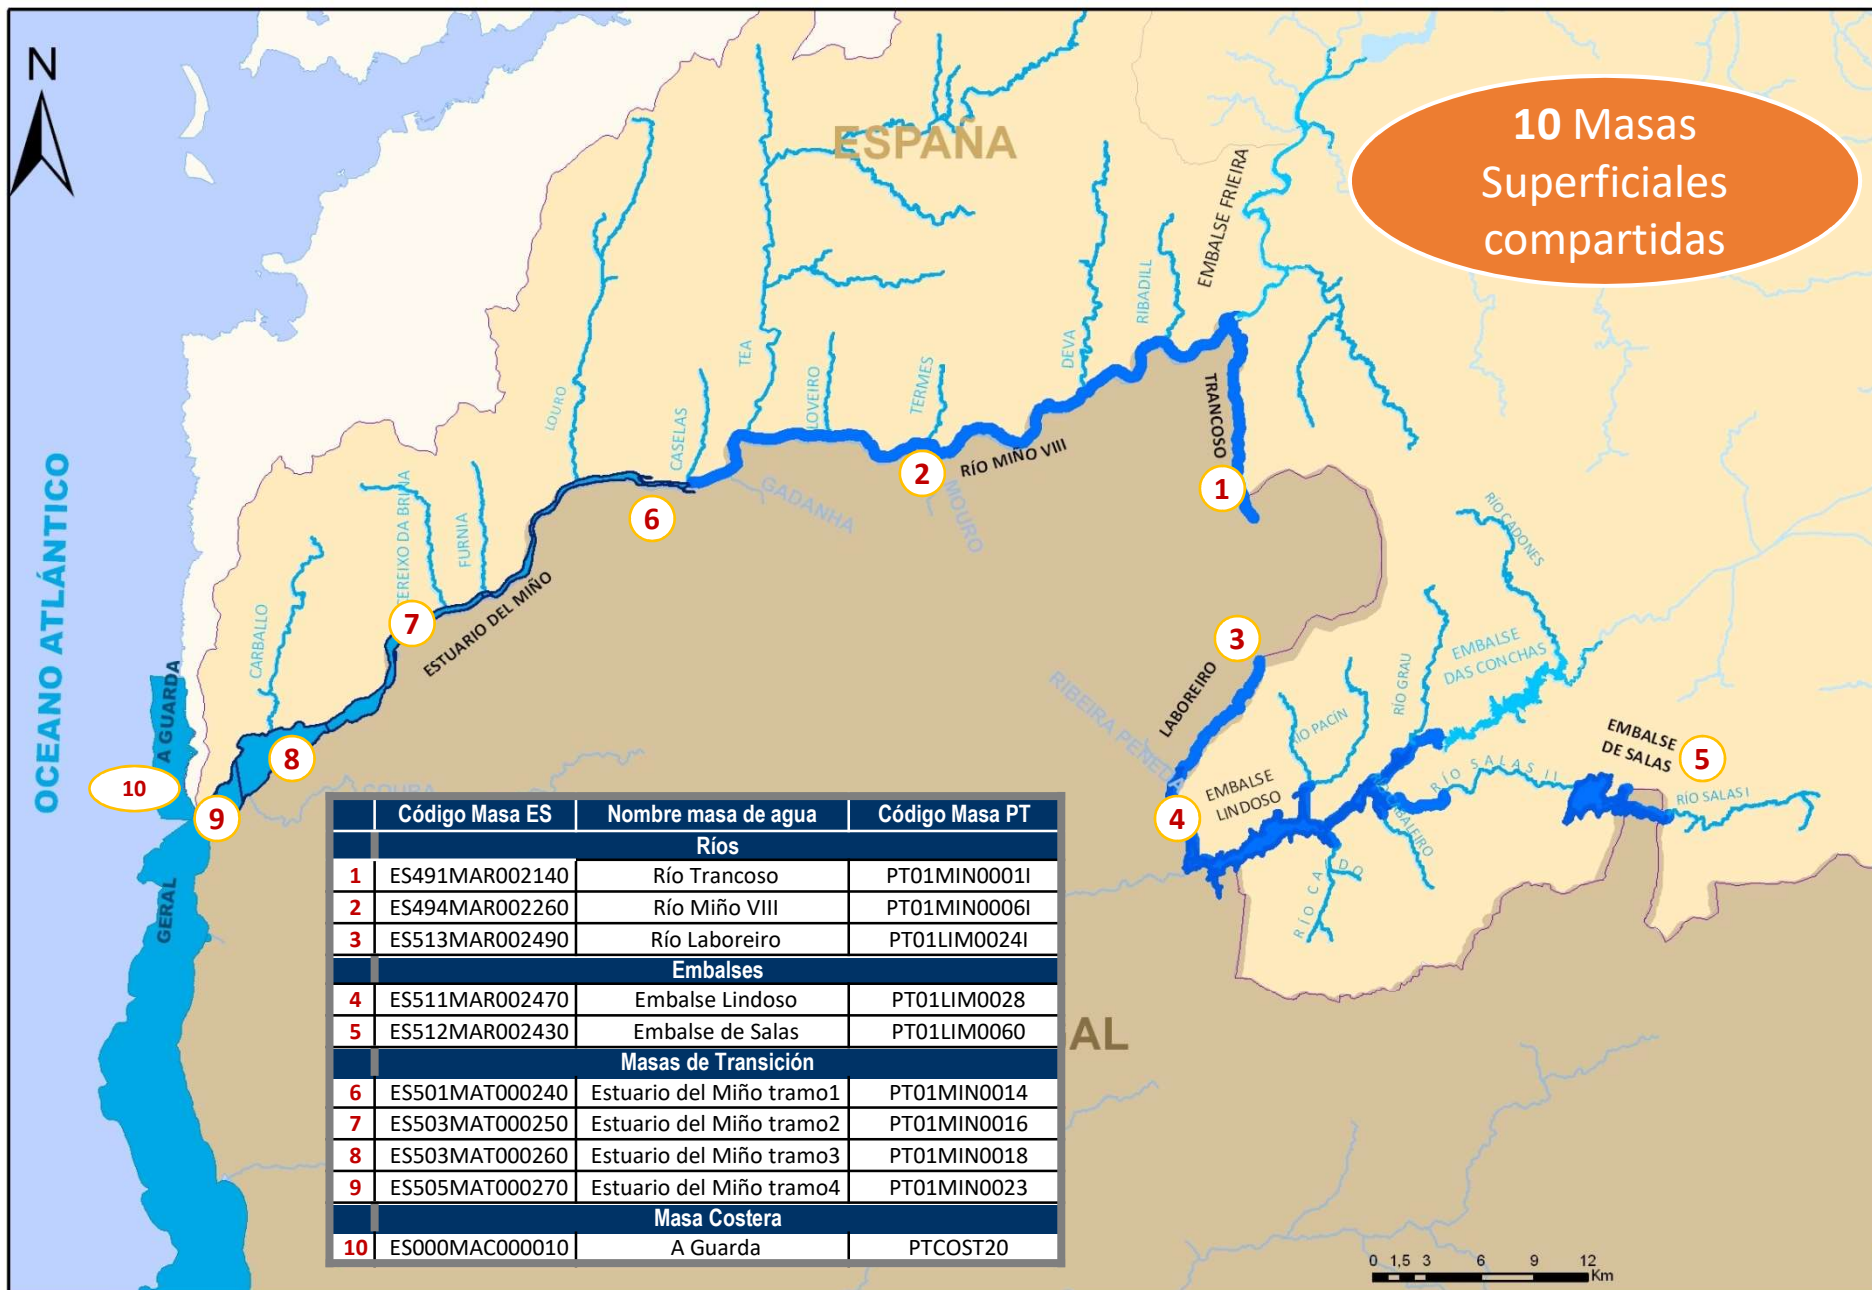 N
ESPAÑA
10 Masas
Superficiales
compartidas
EMBALSE FRIEIRA
RIBADILL
DEVA
TEA
LOVEIRO
TERMES
LOURO
CASELAS
TRANCOSO
1
2
RÍO MIÑO VIII
MOURO
GADANHA
6
FURNIA
7
ESTUARIO DEL MIÑO
CARBALLO
OCEANO ATLÁNTICO
A GUARDA
8
10
9
GERAL
3
LABOREIRO
RIBEIRA PENEDA
4
EMBALSE
LINDOSO
RÍO PACÍN
RÍO GRAU
EMBALSE
DAS CONCHAS
RÍO CADONES
RÍO SALAS II
EMBALSE
DE SALAS
5
RÍO SALAS I
Código Masa ES Nombre masa de agua Código Masa PT
Ríos
1 ES491MAR002140 Río Trancoso PT01MIN0001I
2 ES494MAR002260 Río Miño VIII PT01MIN0006I
3 ES513MAR002490 Río Laboreiro PT01LIM0024I
Embalses
4 ES511MAR002470 Embalse Lindoso PT01LIM0028
5 ES512MAR002430 Embalse de Salas PT01LIM0060
Masas de Transición
6 ES501MAT000240 Estuario del Miño tramo1 PT01MIN0014
7 ES503MAT000250 Estuario del Miño tramo2 PT01MIN0016
8 ES503MAT000260 Estuario del Miño tramo3 PT01MIN0018
9 ES505MAT000270 Estuario del Miño tramo4 PT01MIN0023
Masa Costera
10 ES000MAC000010 A Guarda PTCOST20
0 1,5 3 6 9 12
Km